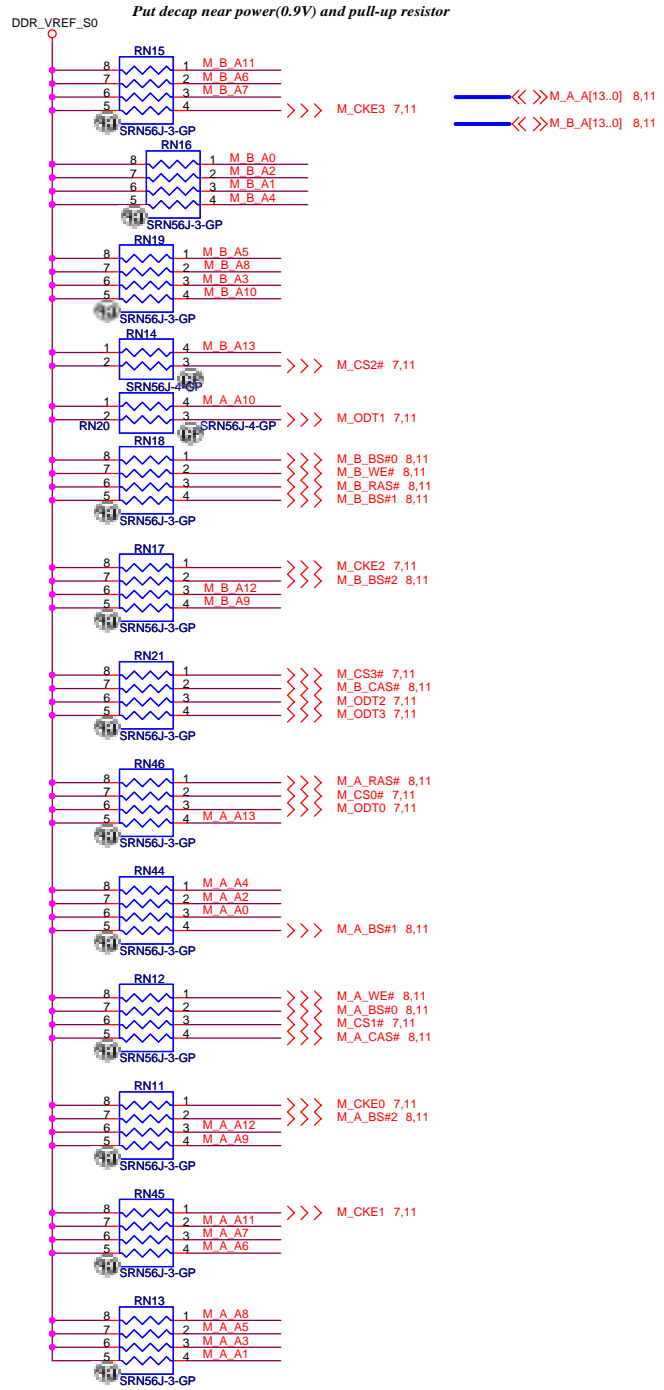 Put decap near power(0.9V) and pull-up resistor
DDR_VREF_S0
RN15
8 1 M_B_A11
7 2 M_B_A6
6 3 M_B_A7
5 4 M_CKE3 7,11
SRN56J-3-GP
M_A_A[13..0] 8,11
M_B_A[13..0] 8,11
RN16
8 1 M_B_A0
7 2 M_B_A2
6 3 M_B_A1
5 4 M_B_A4
SRN56J-3-GP
RN19
8 1 M_B_A5
7 2 M_B_A8
6 3 M_B_A3
5 4 M_B_A10
SRN56J-3-GP
RN14
1 4 M_B_A13
2 3 M_CS2# 7,11
SRN56J-4-GP
1 4 M_A_A10
2 3 M_ODT1 7,11
RN20 SRN56J-4-GP
RN18
8 1 M_B_BS#0 8,11
7 2 M_B_WE# 8,11
6 3 M_B_RAS# 8,11
5 4 M_B_BS#1 8,11
SRN56J-3-GP
RN17
8 1 M_CKE2 7,11
7 2 M_B_BS#2 8,11
6 3 M_B_A12
5 4 M_B_A9
SRN56J-3-GP
RN21
8 1 M_CS3# 7,11
7 2 M_B_CAS# 8,11
6 3 M_ODT2 7,11
5 4 M_ODT3 7,11
SRN56J-3-GP
RN46
8 1 M_A_RAS# 8,11
7 2 M_CS0# 7,11
6 3 M_ODT0 7,11
5 4 M_A_A13
SRN56J-3-GP
RN44
8 1 M_A_A4
7 2 M_A_A2
6 3 M_A_A0
5 4 M_A_BS#1 8,11
SRN56J-3-GP
RN12
8 1 M_A_WE# 8,11
7 2 M_A_BS#0 8,11
6 3 M_CS1# 7,11
5 4 M_A_CAS# 8,11
SRN56J-3-GP
RN11
8 1 M_CKE0 7,11
7 2 M_A_BS#2 8,11
6 3 M_A_A12
5 4 M_A_A9
SRN56J-3-GP
RN45
8 1 M_CKE1 7,11
7 2 M_A_A11
6 3 M_A_A7
5 4 M_A_A6
SRN56J-3-GP
RN13
8 1 M_A_A8
7 2 M_A_A5
6 3 M_A_A3
5 4 M_A_A1
SRN56J-3-GP